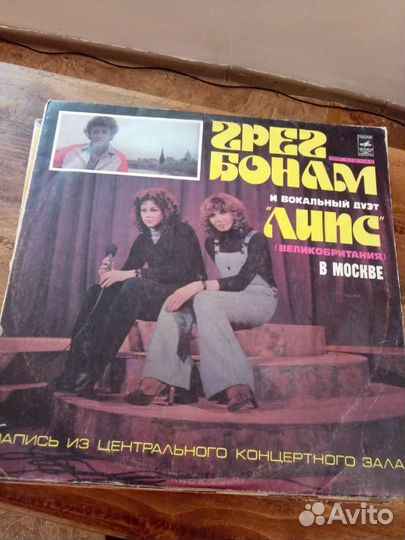 ГРЕГ
БОНАМ
И ВОКАЛЬНЫЙ ДУЭТ
"ЛИПС"
(ВЕЛИКОБРИТАНИЯ)
В МОСКВЕ
ЗАПИСЬ ИЗ ЦЕНТРАЛЬНОГО КОНЦЕРТНОГО ЗАЛА
Avito